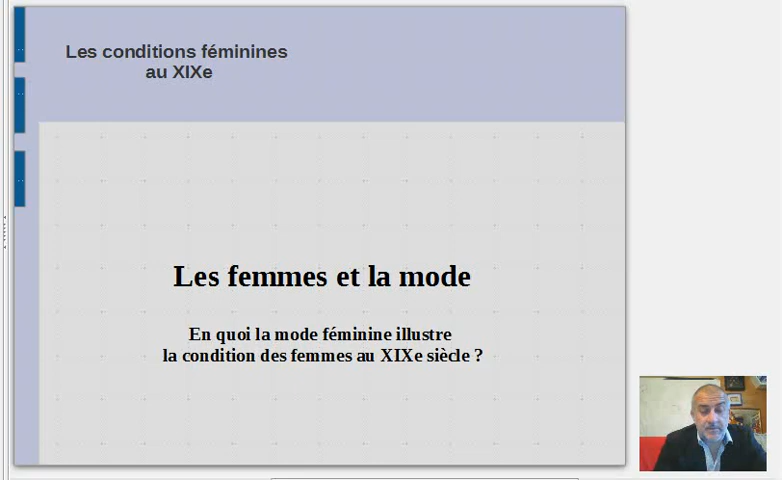 Les conditions féminines
au XIXe
Les femmes et la mode
En quoi la mode féminine illustre
la condition des femmes au XIXe siècle ?